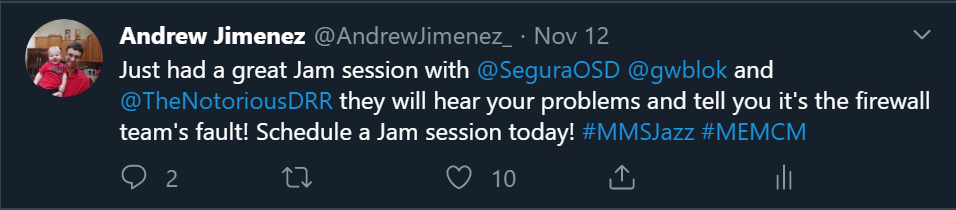 Andrew Jimenez @AndrewJimenez_ · Nov 12
Just had a great Jam session with @SeguraOSD @gwblok and
@TheNotoriousDRR they will hear your problems and tell you it's the firewall
team's fault! Schedule a Jam session today! #MMSJazz #MEMCM
2 10